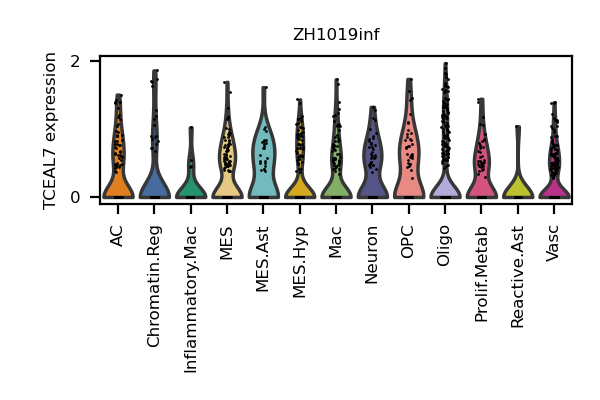 ZH1019inf
TCEAL7 expression
2
0
AC
Chromatin.Reg
Inflammatory.Mac
MES
MES.Ast
MES.Hyp
Mac
Neuron
OPC
Oligo
Prolif.Metab
Reactive.Ast
Vasc